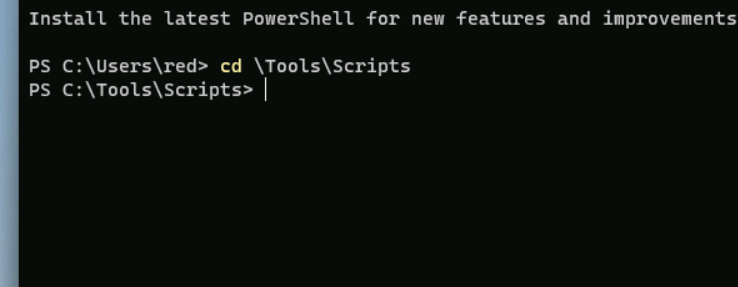 Install the latest PowerShell for new features and improvements
PS C:\Users\red> cd \Tools\Scripts
PS C:\Tools\Scripts>